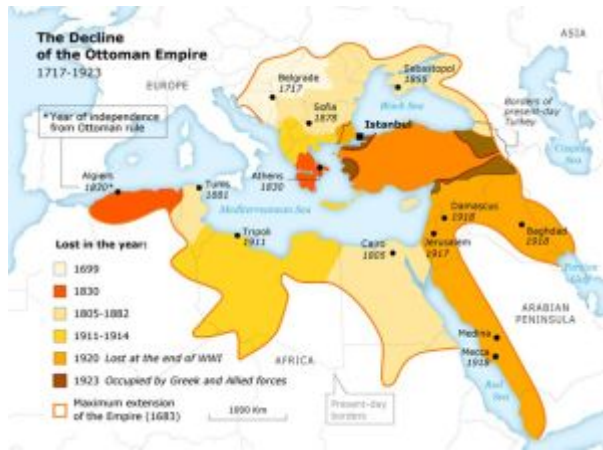 The Decline
of the Ottoman Empire
1717-1923
EUROPE
ASIA
*Year of independence
from Ottoman rule
Belgrade
1717
Sebastopol
1855
Sofia
1878
Black Sea
Istanbul
Borders of
present-day
Turkey
Caspian
Sea
Algiers
1830*
Tunis
1881
Athens
1830
Mediterranean Sea
Tripoli
1911
Cairo
1805
Damascus
1918
Jerusalem
1917
Baghdad
1918
Persian
Gulf
ARABIAN
PENINSULA
Medina
Mecca
1916
Red
Sea
AFRICA
Present-day
borders
Lost in the year:
1699
1830
1805-1882
1911-1914
1920 Lost at the end of WWI
1923 Occupied by Greek and Allied forces
Maximum extension
of the Empire (1683)
1000 Km